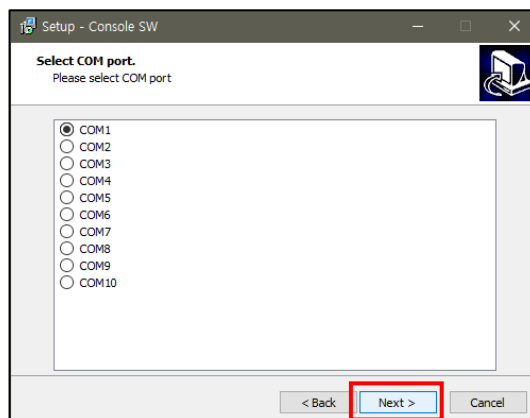 Setup - Console SW
Select COM port.
Please select COM port
COM1
COM2
COM3
COM4
COM5
COM6
COM7
COM8
COM9
COM10
< Back Next > Cancel